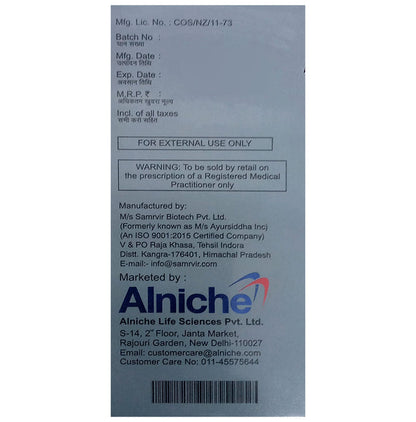 Mfg. Lic. No. : COS/NZ/11-73
Batch No :
घान संख्या
Mfg. Date :
उत्पादन तिथि
Exp. Date :
अवसान तिथि
M.R.P. ₹ :
अधिकतम खुदरा मूल्य
Incl. of all taxes
सभी करों सहित
FOR EXTERNAL USE ONLY
WARNING: To be sold by retail on
the prescription of a Registered Medical
Practitioner only
Manufactured by:
M/s Samrvir Biotech Pvt. Ltd.
(Formerly known as M/s Ayursiddha Inc)
(An ISO 9001:2015 Certified Company)
V & PO Raja Khasa, Tehsil Indora
Distt. Kangra-176401, Himachal Pradesh
E-mail:- info@samrvir.com
Marketed by :
Alniche
Alniche Life Sciences Pvt. Ltd.
S-14, 2nd Floor, Janta Market,
Rajouri Garden, New Delhi-110027
Email: customercare@alniche.com
Customer Care No: 011-45575644